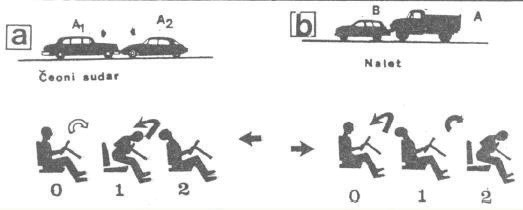 a A₁ A₂
Čeoni sudar
[b] B A
Nalet
0 1 2
0 1 2